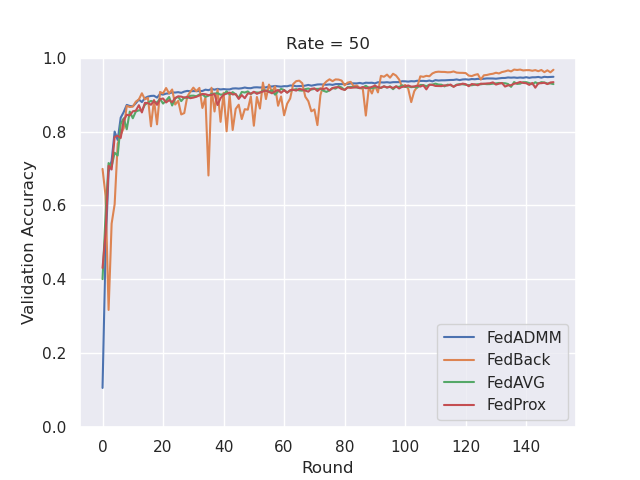 Rate = 50
1.0
0.8
0.6
0.4
0.2
0.0
Validation Accuracy
0 20 40 60 80 100 120 140
Round
FedADMM
FedBack
FedAVG
FedProx